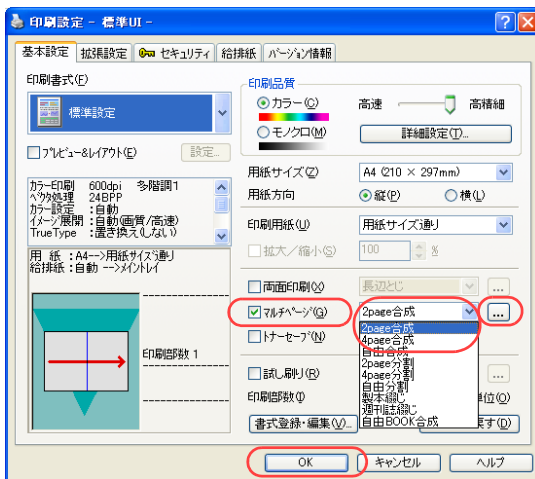 印刷設定 - 標準UI -
基本設定 拡張設定 セキュリティ 給排紙 バージョン情報
印刷書式(F)
標準設定
プレビュー&レイアウト(E) 設定...
カラー印刷 600dpi 多階調1
ベタ処理 24BPP
カラー設定 :自動
イメージ展開 :自動(画質/高速)
TrueType :置き換え(しない)
用 紙 :A4-->用紙サイズ通り
給排紙 :自動 -->メイントレイ
印刷部数 1
印刷品質
カラー(C) 高速 高精細
モノクロ(M) 詳細設定(T)...
用紙サイズ(Z) A4 (210 × 297mm)
用紙方向 縦(P) 横(L)
印刷用紙(U) 用紙サイズ通り
拡大/縮小(S) 100 %
両面印刷(X) 長辺とじ ...
マルチページ(G) 2page合成 ...
トナーセーブ(N)
2page合成
4page合成
自由合成
2page分割
4page分割
自由分割
製本綴じ
週刊誌綴じ
自由BOOK合成
試し刷り(R) ...
印刷部数(I) 単位(O)
書式登録・編集(V)... 戻す(D)
OK キャンセル ヘルプ